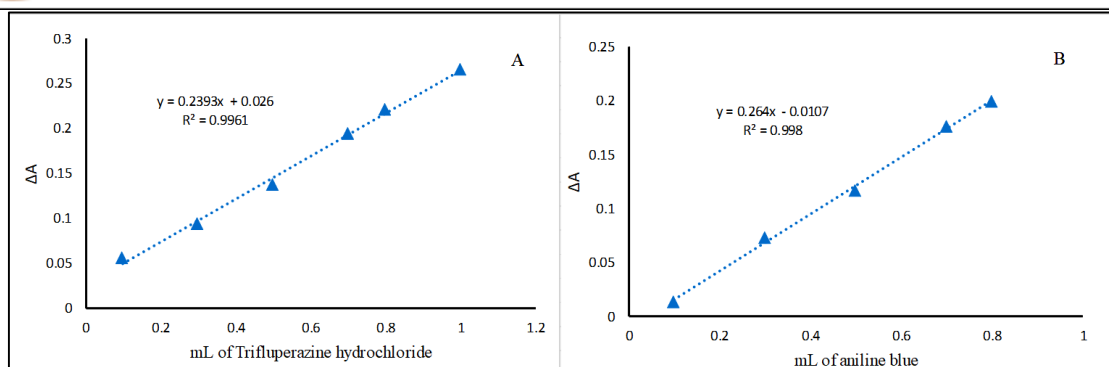 A
0.3
0.25
0.2
0.15
0.1
0.05
0
y = 0.2393x + 0.026
R² = 0.9961
ΔA
0 0.2 0.4 0.6 0.8 1 1.2
mL of Trifluperazine hydrochloride
B
0.25
0.2
0.15
0.1
0.05
0
y = 0.264x - 0.0107
R² = 0.998
ΔA
0 0.2 0.4 0.6 0.8 1
mL of aniline blue